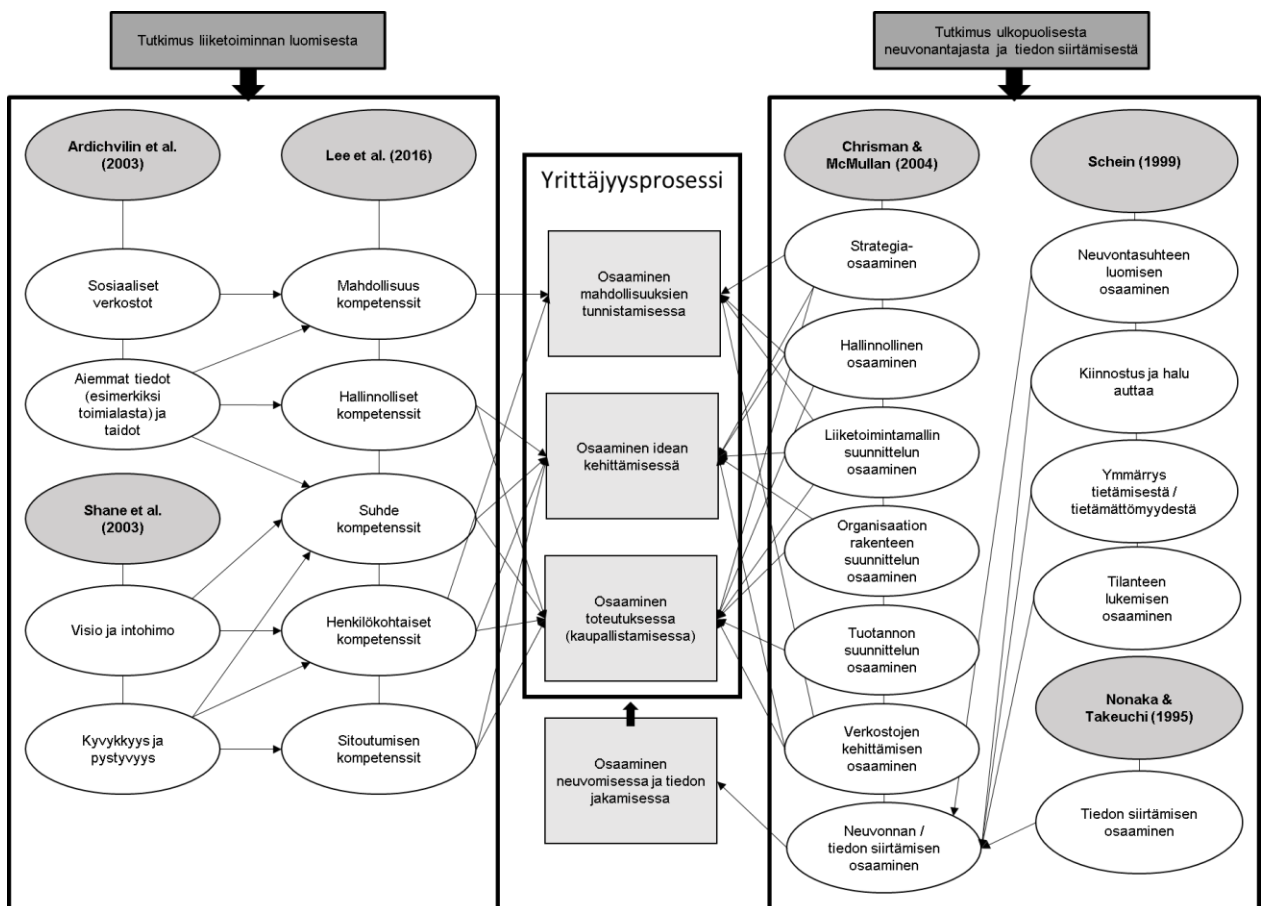 Tutkimus liiketoiminnan luomisesta
Ardichvilin et al.
(2003)
Sosiaaliset
verkostot
Aiemmat tiedot
(esimerkiksi
toimialasta) ja
taidot
Shane et al.
(2003)
Visio ja intohimo
Kyvykkyys ja
pystyvyys
Lee et al. (2016)
Mahdollisuus
kompetenssit
Hallinnolliset
kompetenssit
Suhde
kompetenssit
Henkilökohtaiset
kompetenssit
Sitoutumisen
kompetenssit
Yrittäjyysprosessi
Osaaminen
mahdollisuuksien
tunnistamisessa
Osaaminen idean
kehittämisessä
Osaaminen
toteutuksessa
(kaupallistamisessa)
Osaaminen
neuvomisessa ja tiedon
jakamisessa
Tutkimus ulkopuolisesta
neuvonantajasta ja tiedon siirtämisestä
Chrisman &
McMullan (2004)
Strategia-
osaaminen
Hallinnollinen
osaaminen
Liiketoimintamallin
suunnittelun
osaaminen
Organisaation
rakenteen
suunnittelun
osaaminen
Tuotannon
suunnittelun
osaaminen
Verkostojen
kehittämisen
osaaminen
Neuvonnan /
tiedon siirtämisen
osaaminen
Schein (1999)
Neuvontasuhteen
luomisen
osaaminen
Kiinnostus ja halu
auttaa
Ymmärrys
tietämisestä /
tietämättömyydestä
Tilanteen
lukemisen
osaaminen
Nonaka &
Takeuchi (1995)
Tiedon siirtämisen
osaaminen